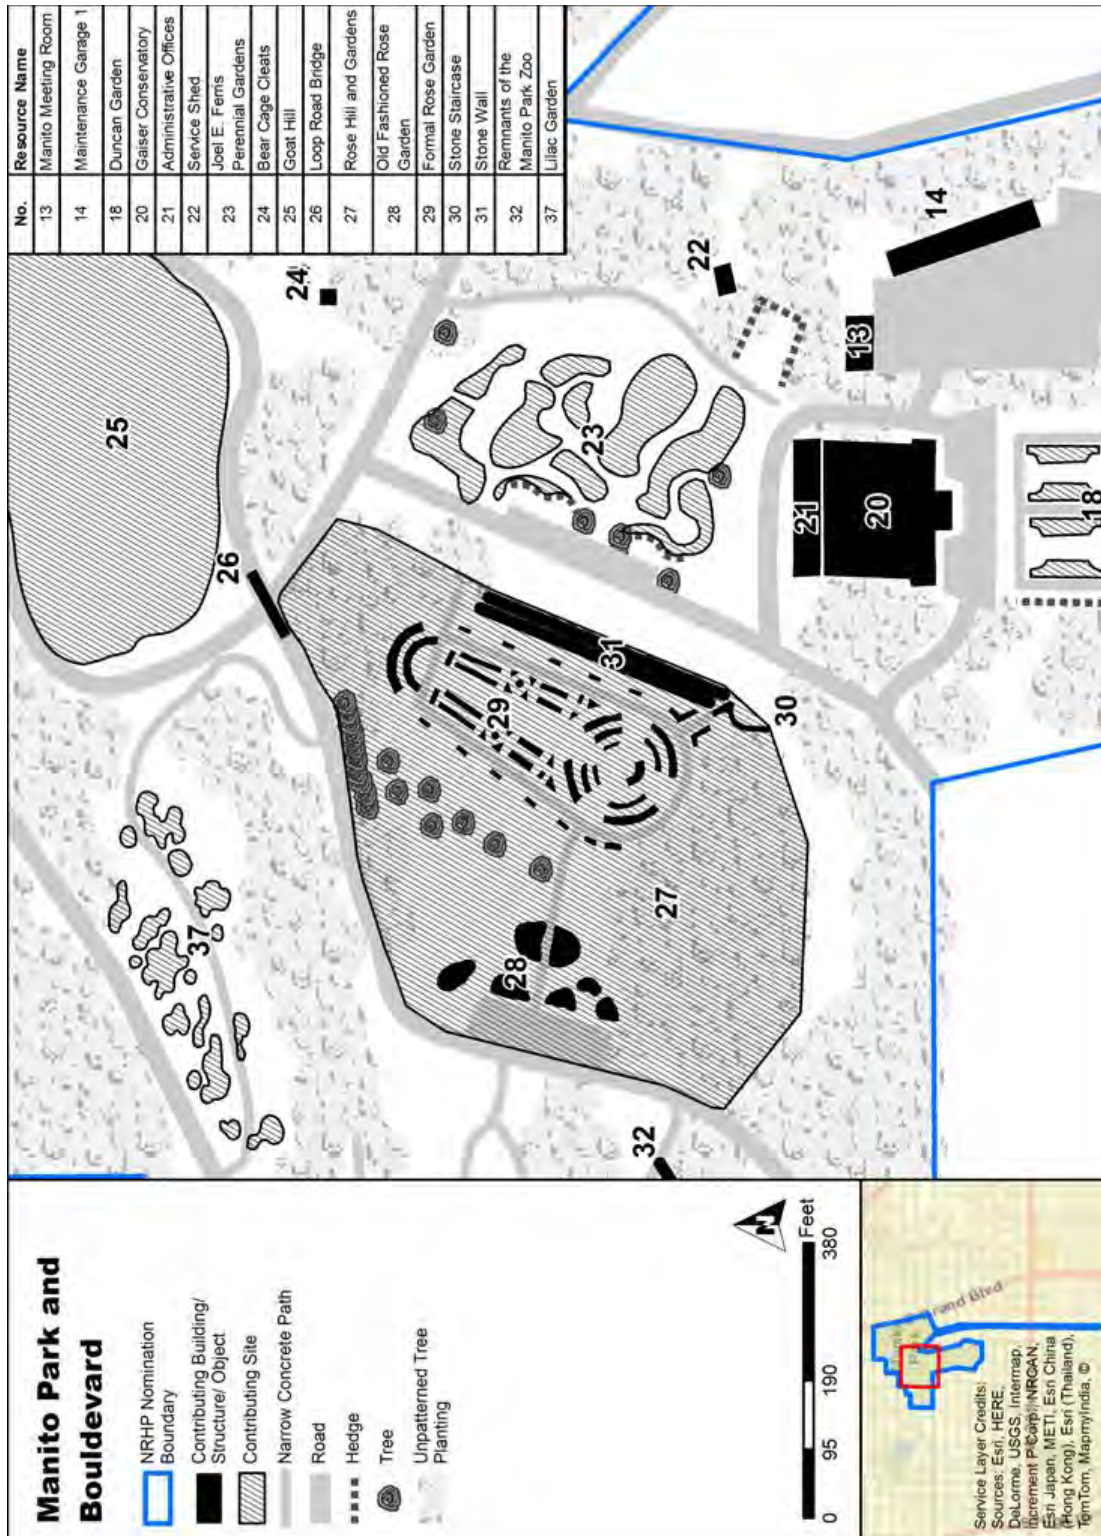 Manito Park and
Bouldevard
NRHP Nomination
Boundary
Contributing Building/
Structure/ Object
Contributing Site
Narrow Concrete Path
Road
Hedge
Tree
Unpatterned Tree
Planting
N
0 95 190 380
Feet
Service Layer Credits:
Sources: Esri, HERE,
DeLorme, USGS, Intermap,
increment P Corp., NRCAN,
Esri Japan, METI, Esri China
(Hong Kong), Esri (Thailand),
TomTom, MapmyIndia, ©
Park
Blvd
No. Resource Name
13 Manito Meeting Room
14 Maintenance Garage 1
18 Duncan Garden
20 Gaiser Conservatory
21 Administrative Offices
22 Service Shed
23 Joel E. Ferris
Perennial Gardens
24 Bear Cage Cleats
25 Goat Hill
26 Loop Road Bridge
27 Rose Hill and Gardens
28 Old Fashioned Rose
Garden
29 Formal Rose Garden
30 Stone Staircase
31 Stone Wall
32 Remnants of the
Manito Park Zoo
37 Lilac Garden
25
24
26
37
22
14
13
23
21
20
18
31
29
30
27
28
32